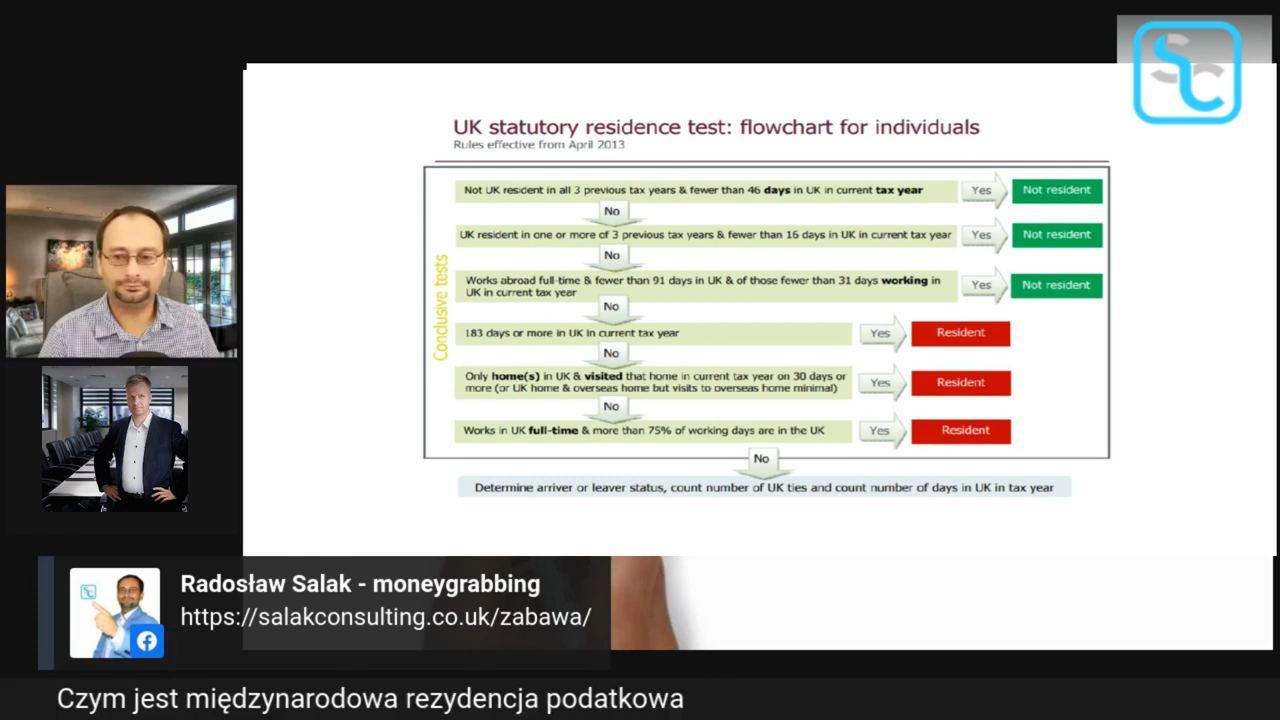 SC
UK statutory residence test: flowchart for individuals
Rules effective from April 2013
Conclusive tests
Not UK resident in all 3 previous tax years & fewer than 46 days in UK in current tax year
Yes
Not resident
No
UK resident in one or more of 3 previous tax years & fewer than 16 days in UK in current tax year
Yes
Not resident
No
Works abroad full-time & fewer than 91 days in UK & of those fewer than 31 days working in
UK in current tax year
Yes
Not resident
No
183 days or more in UK in current tax year
Yes
Resident
No
Only home(s) in UK & visited that home in current tax year on 30 days or
more (or UK home & overseas home but visits to overseas home minimal)
Yes
Resident
No
Works in UK full-time & more than 75% of working days are in the UK
Yes
Resident
No
Determine arriver or leaver status, count number of UK ties and count number of days in UK in tax year
Radosław Salak - moneygrabbing
https://salakconsulting.co.uk/zabawa/
Czym jest międzynarodowa rezydencja podatkowa